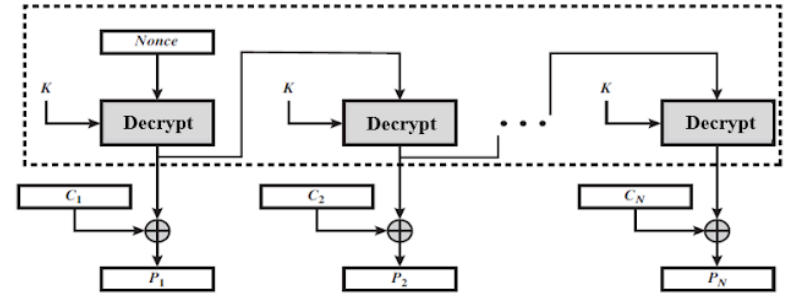 Nonce
K
K
K
Decrypt
Decrypt
• • •
Decrypt
C1
C2
CN
P1
P2
PN